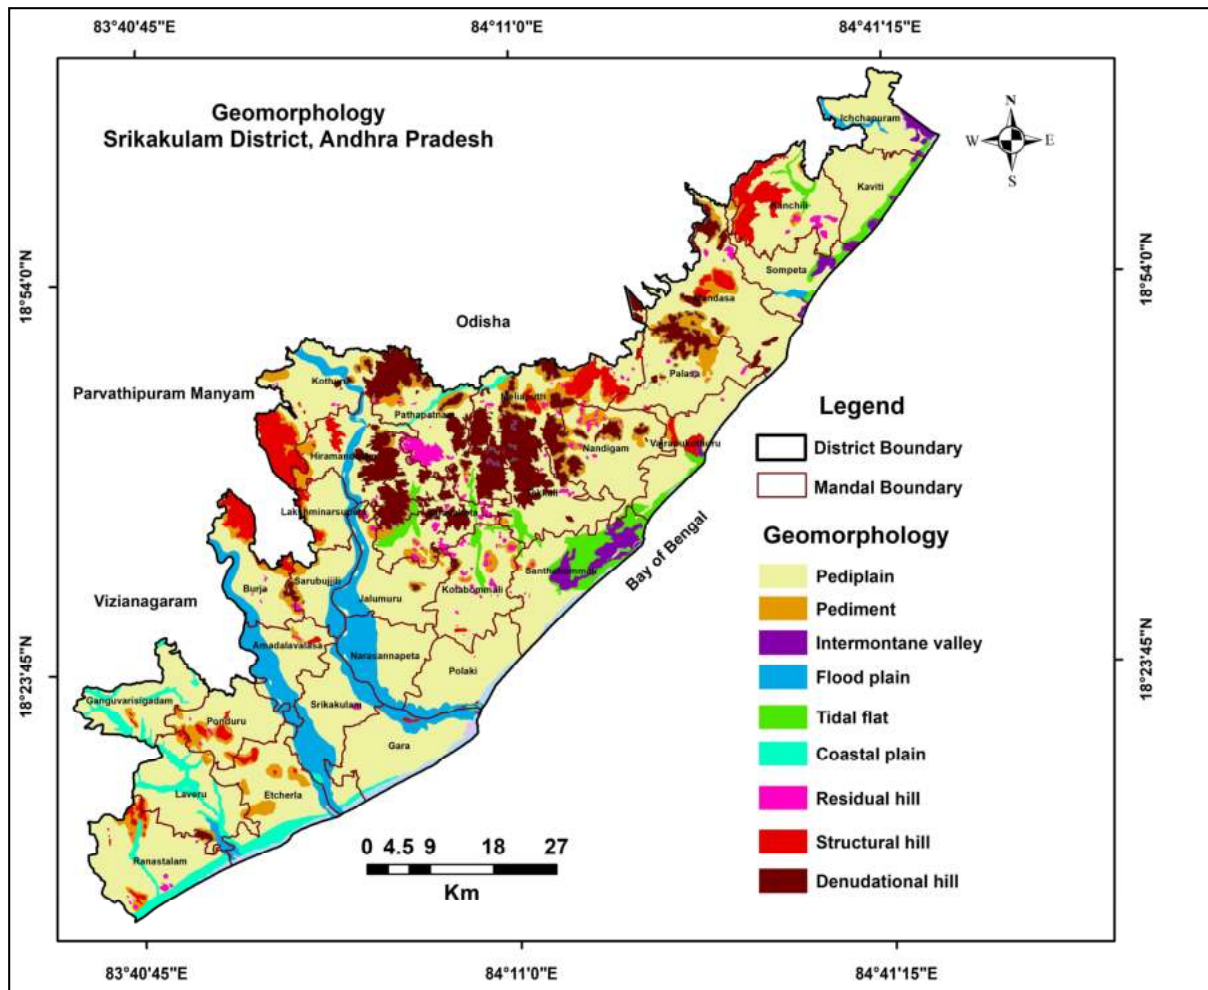 83°40'45"E
84°11'0"E
84°41'15"E
Geomorphology
Srikakulam District, Andhra Pradesh
N
W
E
S
18°54'0"N
18°54'0"N
Ichchapuram
Kaviti
Kanchili
Sompeta
Mandasa
Odisha
Palasa
Parvathipuram Manyam
Kothuru
Meliaputti
Pathapatnam
Hiramandalam
Nandigam
Vajrapukothuru
Lakshminarsupeta
Santhabommali
Bay of Bengal
Vizianagaram
Burja
Sarubujjili
Jalumuru
Kotabommali
Amadalavalasa
Narasannapeta
Polaki
18°23'45"N
18°23'45"N
Ganguvarisigadam
Ponduru
Srikakulam
Gara
Laveru
Etcherla
Ranastalam
0 4.5 9 18 27
Km
Legend
District Boundary
Mandal Boundary
Geomorphology
Pediplain
Pediment
Intermontane valley
Flood plain
Tidal flat
Coastal plain
Residual hill
Structural hill
Denudational hill
83°40'45"E
84°11'0"E
84°41'15"E